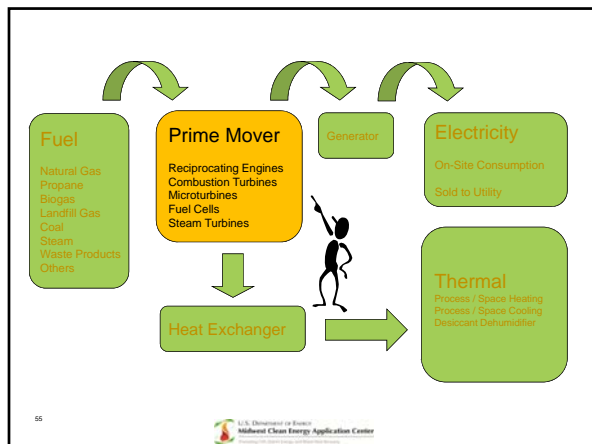 Fuel
Natural Gas
Propane
Biogas
Landfill Gas
Coal
Steam
Waste Products
Others
Prime Mover
Reciprocating Engines
Combustion Turbines
Microturbines
Fuel Cells
Steam Turbines
Generator
Electricity
On-Site Consumption
Sold to Utility
Heat Exchanger
Thermal
Process / Space Heating
Process / Space Cooling
Desiccant Dehumidifier
55
U.S. DEPARTMENT OF ENERGY
Midwest Clean Energy Application Center